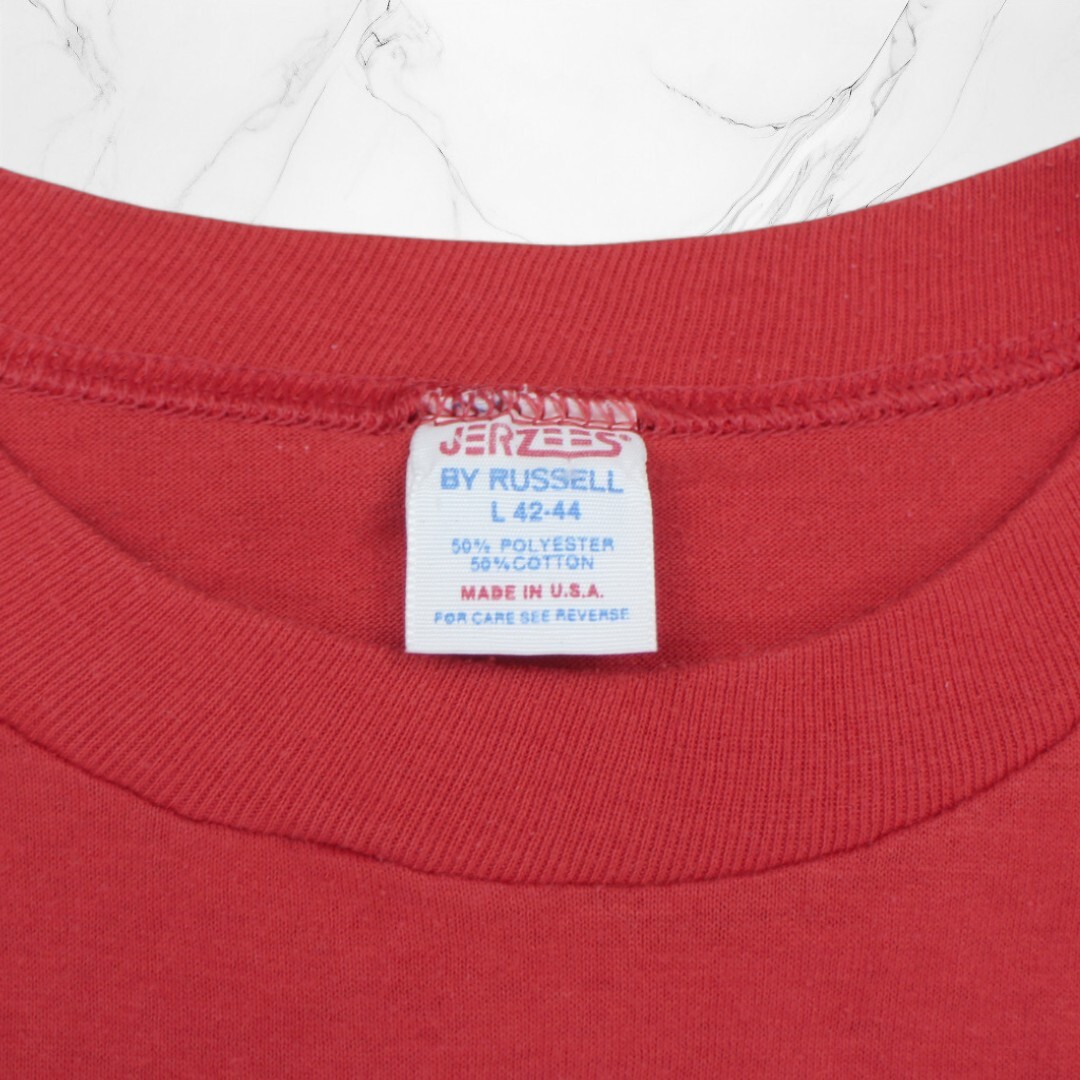 JERZEES®
BY RUSSELL
L 42-44
50% POLYESTER
50% COTTON
MADE IN U.S.A.
FOR CARE SEE REVERSE